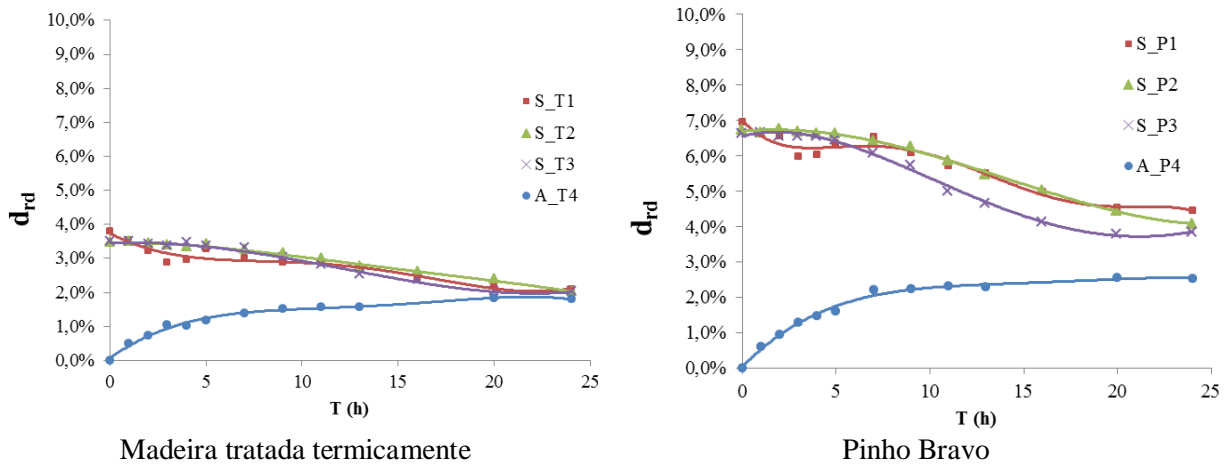 10,0%
9,0%
8,0%
7,0%
6,0%
5,0%
4,0%
3,0%
2,0%
1,0%
0,0%
drd
S_T1
S_T2
S_T3
A_T4
0 5 10 15 20 25
T (h)
Madeira tratada termicamente
10,0%
9,0%
8,0%
7,0%
6,0%
5,0%
4,0%
3,0%
2,0%
1,0%
0,0%
drd
S_P1
S_P2
S_P3
A_P4
0 5 10 15 20 25
T (h)
Pinho Bravo